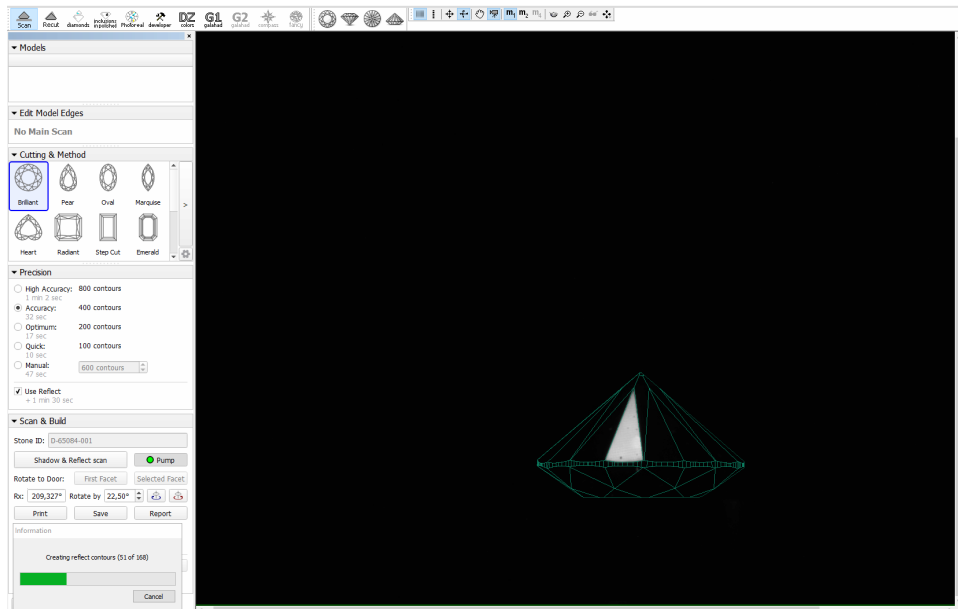 Scan Recut diamonds inclusions in polished Photoreal developer DZ colors G1 galahad G2 galahad compass fancy m1 m2 m3
Models
Edit Model Edges
No Main Scan
Cutting & Method
Brilliant Pear Oval Marquise
>
Heart Radiant Step Cut Emerald
Precision
High Accuracy: 800 contours
1 min 2 sec
Accuracy: 400 contours
32 sec
Optimum: 200 contours
17 sec
Quick: 100 contours
10 sec
Manual: 600 contours
47 sec
Use Reflect
+ 1 min 30 sec
Scan & Build
Stone ID: D-65084-001
Shadow & Reflect scan Pump
Rotate to Door: First Facet Selected Facet
Rx: 209,327° Rotate by 22,50°
Print Save Report
Information
Creating reflect contours (51 of 168)
Cancel